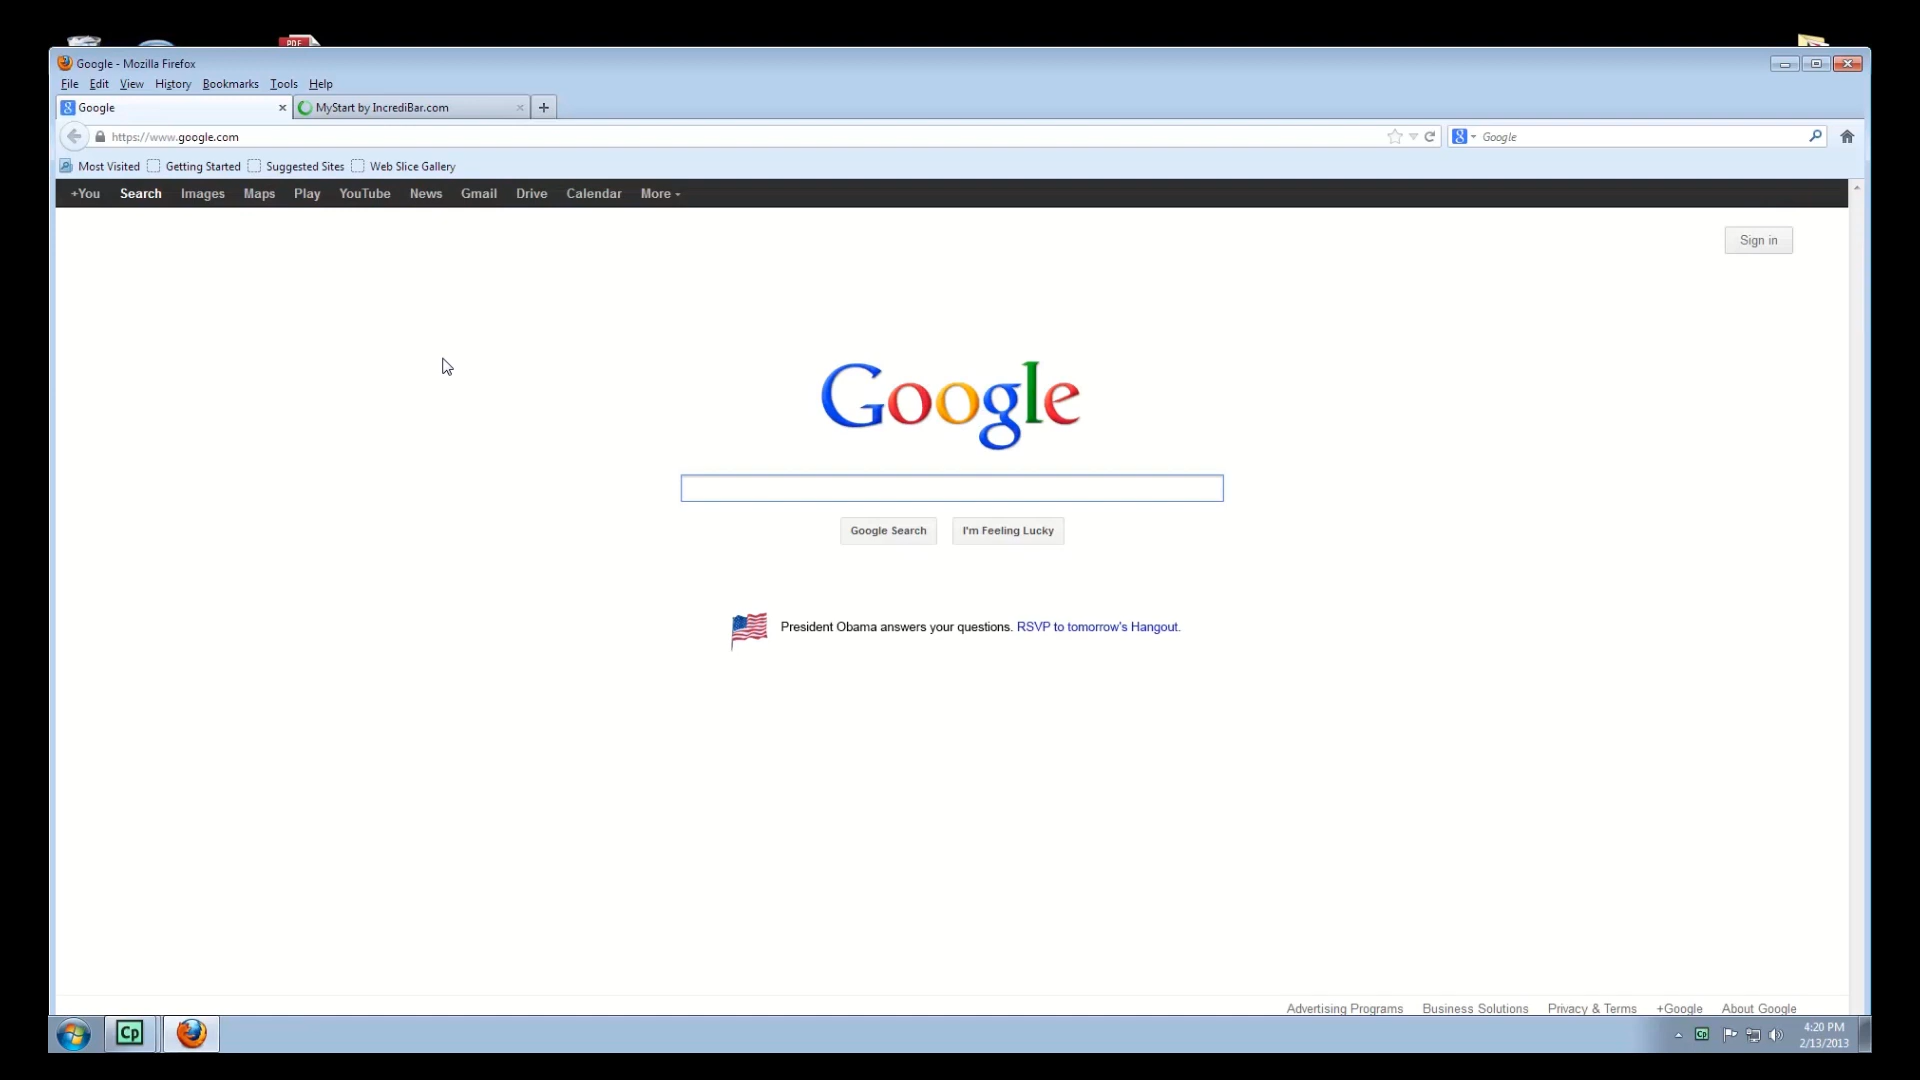 PDF
Google - Mozilla Firefox
File Edit View History Bookmarks Tools Help
Google MyStart by IncrediBar.com
https://www.google.com Google
Most Visited Getting Started Suggested Sites Web Slice Gallery
+You Search Images Maps Play YouTube News Gmail Drive Calendar More
Sign in
Google
Google Search I'm Feeling Lucky
President Obama answers your questions. RSVP to tomorrow's Hangout.
Advertising Programs Business Solutions Privacy & Terms +Google About Google
Cp Cp 4:20 PM
2/13/2013